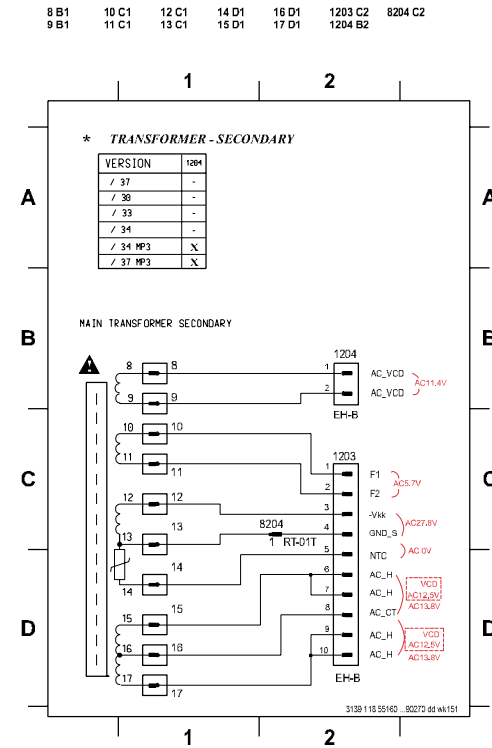 8 B1 10 C1 12 C1 14 D1 16 D1 1203 C2 8204 C2
9 B1 11 C1 13 C1 15 D1 17 D1 1204 B2
1 2
* TRANSFORMER - SECONDARY
VERSION 1204
/ 37 -
/ 30 -
/ 33 -
/ 34 -
/ 34 MP3 X
/ 37 MP3 X
A A
MAIN TRANSFORMER SECONDARY
B B
1204
8 8 1 AC_VCD
AC11.4V
9 9 2 AC_VCD
EH-B
10 10
1203
C C
11 11 1 F1
AC5.7V
2 F2
12 12 3 -Vkk
AC27.8V
13 13 8204 4 GND_S
1 RT-01T
5 NTC AC 0V
14 14 6 AC_H
VCD
7 AC_H AC12,5V
AC13.8V
15 15 8 AC_CT
D D
9 AC_H VCD
AC12,5V
16 16 10 AC_H AC13.8V
17 17 EH-B
3139 118 55160 ...90270 dd wk151
1 2